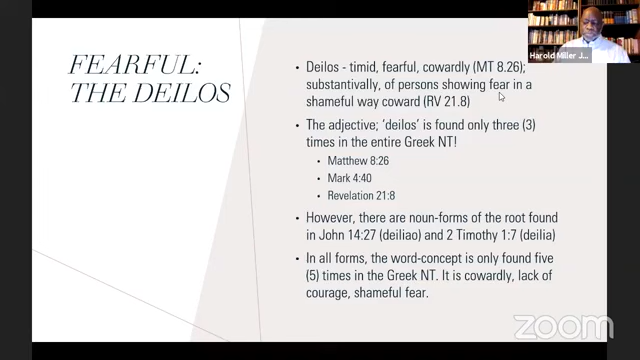 FEARFUL:
THE DEILOS
• Deilos - timid, fearful, cowardly (MT 8.26);
substantivally, of persons showing fear in a
shameful way coward (RV 21.8)
• The adjective; 'deilos' is found only three (3)
times in the entire Greek NT!
• Matthew 8:26
• Mark 4:40
• Revelation 21:8
• However, there are noun-forms of the root found
in John 14:27 (deiliao) and 2 Timothy 1:7 (deilia)
• In all forms, the word-concept is only found five
(5) times in the Greek NT. It is cowardly, lack of
courage, shameful fear.
Harold Miller J...
zoom